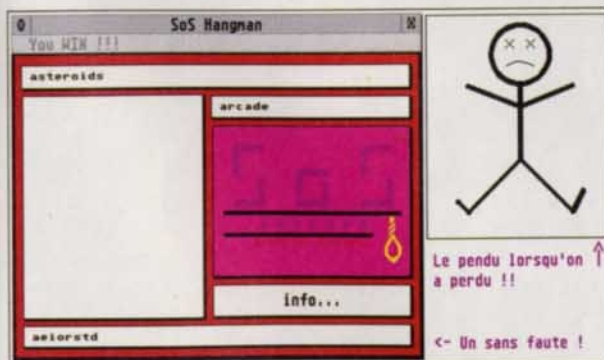 SoS Hangman
You WIN !!!
asteroids
arcade
info...
aeiorstd
Le pendu lorsqu'on ↑
a perdu !!
<- Un sans faute !